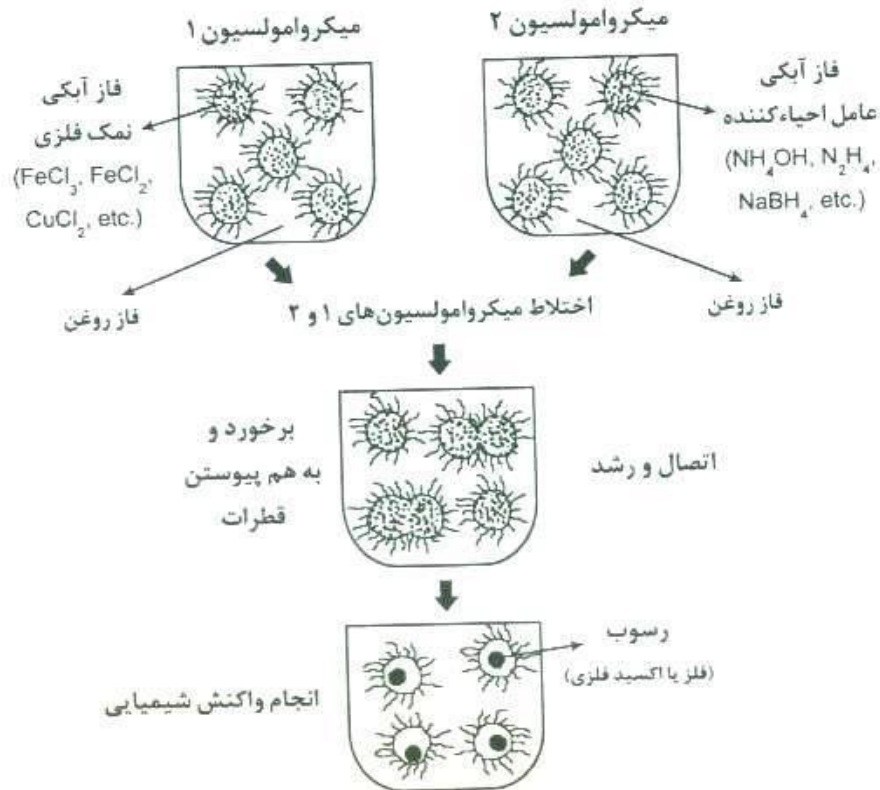 میکروامولسیون ۱
میکروامولسیون ۲
فاز آبکی
نمک فلزی
(FeCl₃, FeCl₂,
CuCl₂, etc.)
فاز آبکی
عامل احیاءکننده
(NH₄OH, N₂H₄,
NaBH₄, etc.)
فاز روغن
اختلاط میکروامولسیون‌های ۱ و ۲
فاز روغن
برخورد و
به هم پیوستن
قطرات
اتصال و رشد
رسوب
(فلز یا اکسید فلزی)
انجام واکنش شیمیایی